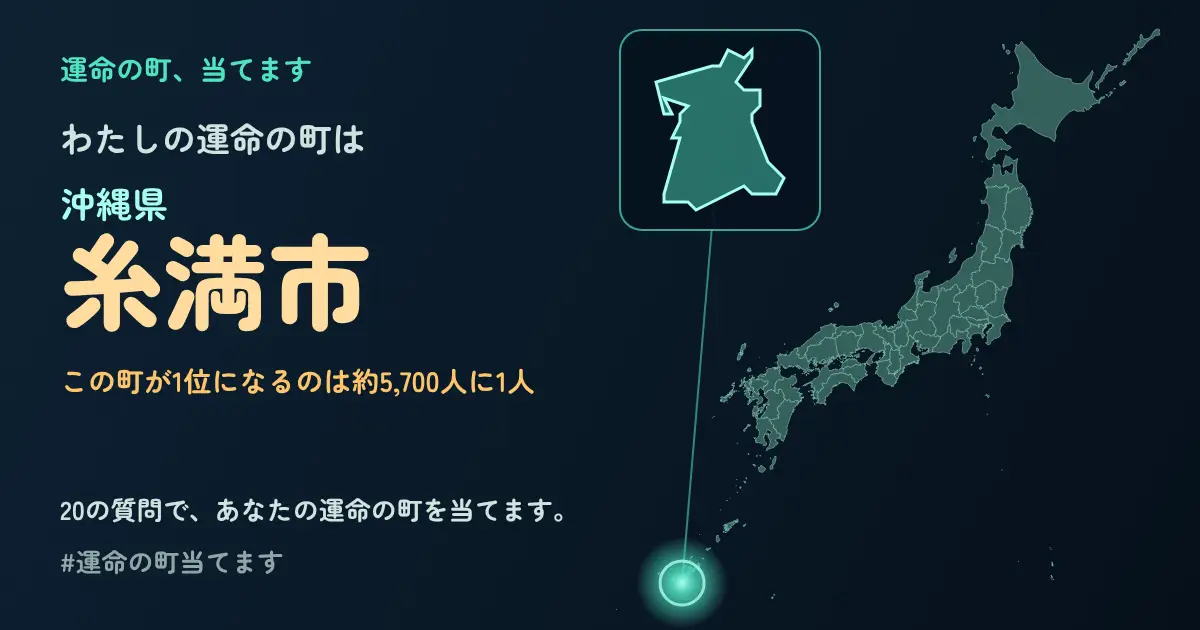 運命の町、当てます
わたしの運命の町は
沖縄県
糸満市
この町が1位になるのは約5,700人に1人
20の質問で、あなたの運命の町を当てます。
#運命の町当てます